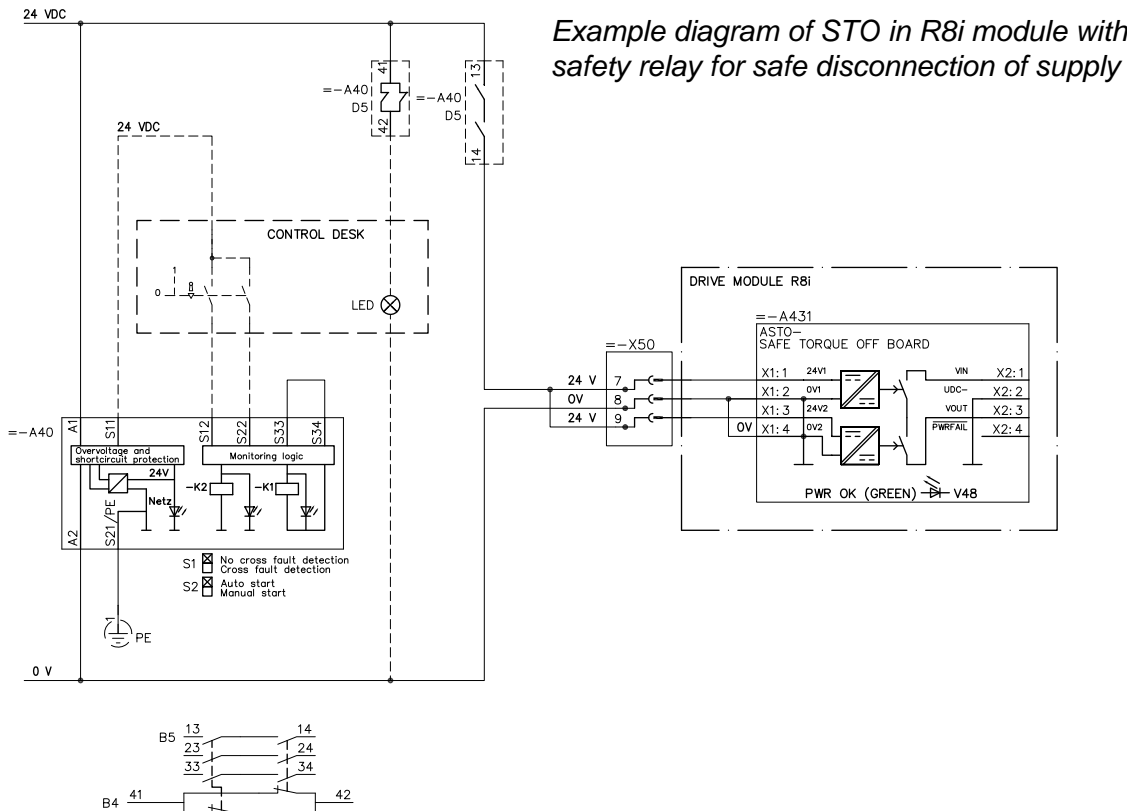 24 VDC
Example diagram of STO in R8i module with
safety relay for safe disconnection of supply
41
=-A40
D5
42
13
=-A40
D5
14
24 VDC
CONTROL DESK
1
0
8
LED
DRIVE MODULE R8i
=-A431
ASTO-
SAFE TORQUE OFF BOARD
=-X50
24 V 7 X1:1 24V1 VIN X2:1
0V 8 X1:2 0V1 UDC- X2:2
24 V 9 X1:3 24V2 VOUT X2:3
0V X1:4 0V2 PWRFAIL X2:4
PWR OK (GREEN) V48
=-A40
A1 S11 S12 S22 S33 S34
Overvoltage and
shortcircuit protection
Monitoring logic
24V
Netz
-K2 -K1
A2 S21/PE
S1 No cross fault detection
Cross fault detection
S2 Auto start
Manual start
1
PE
0 V
B5 13 14
23 24
33 34
B4 41 42